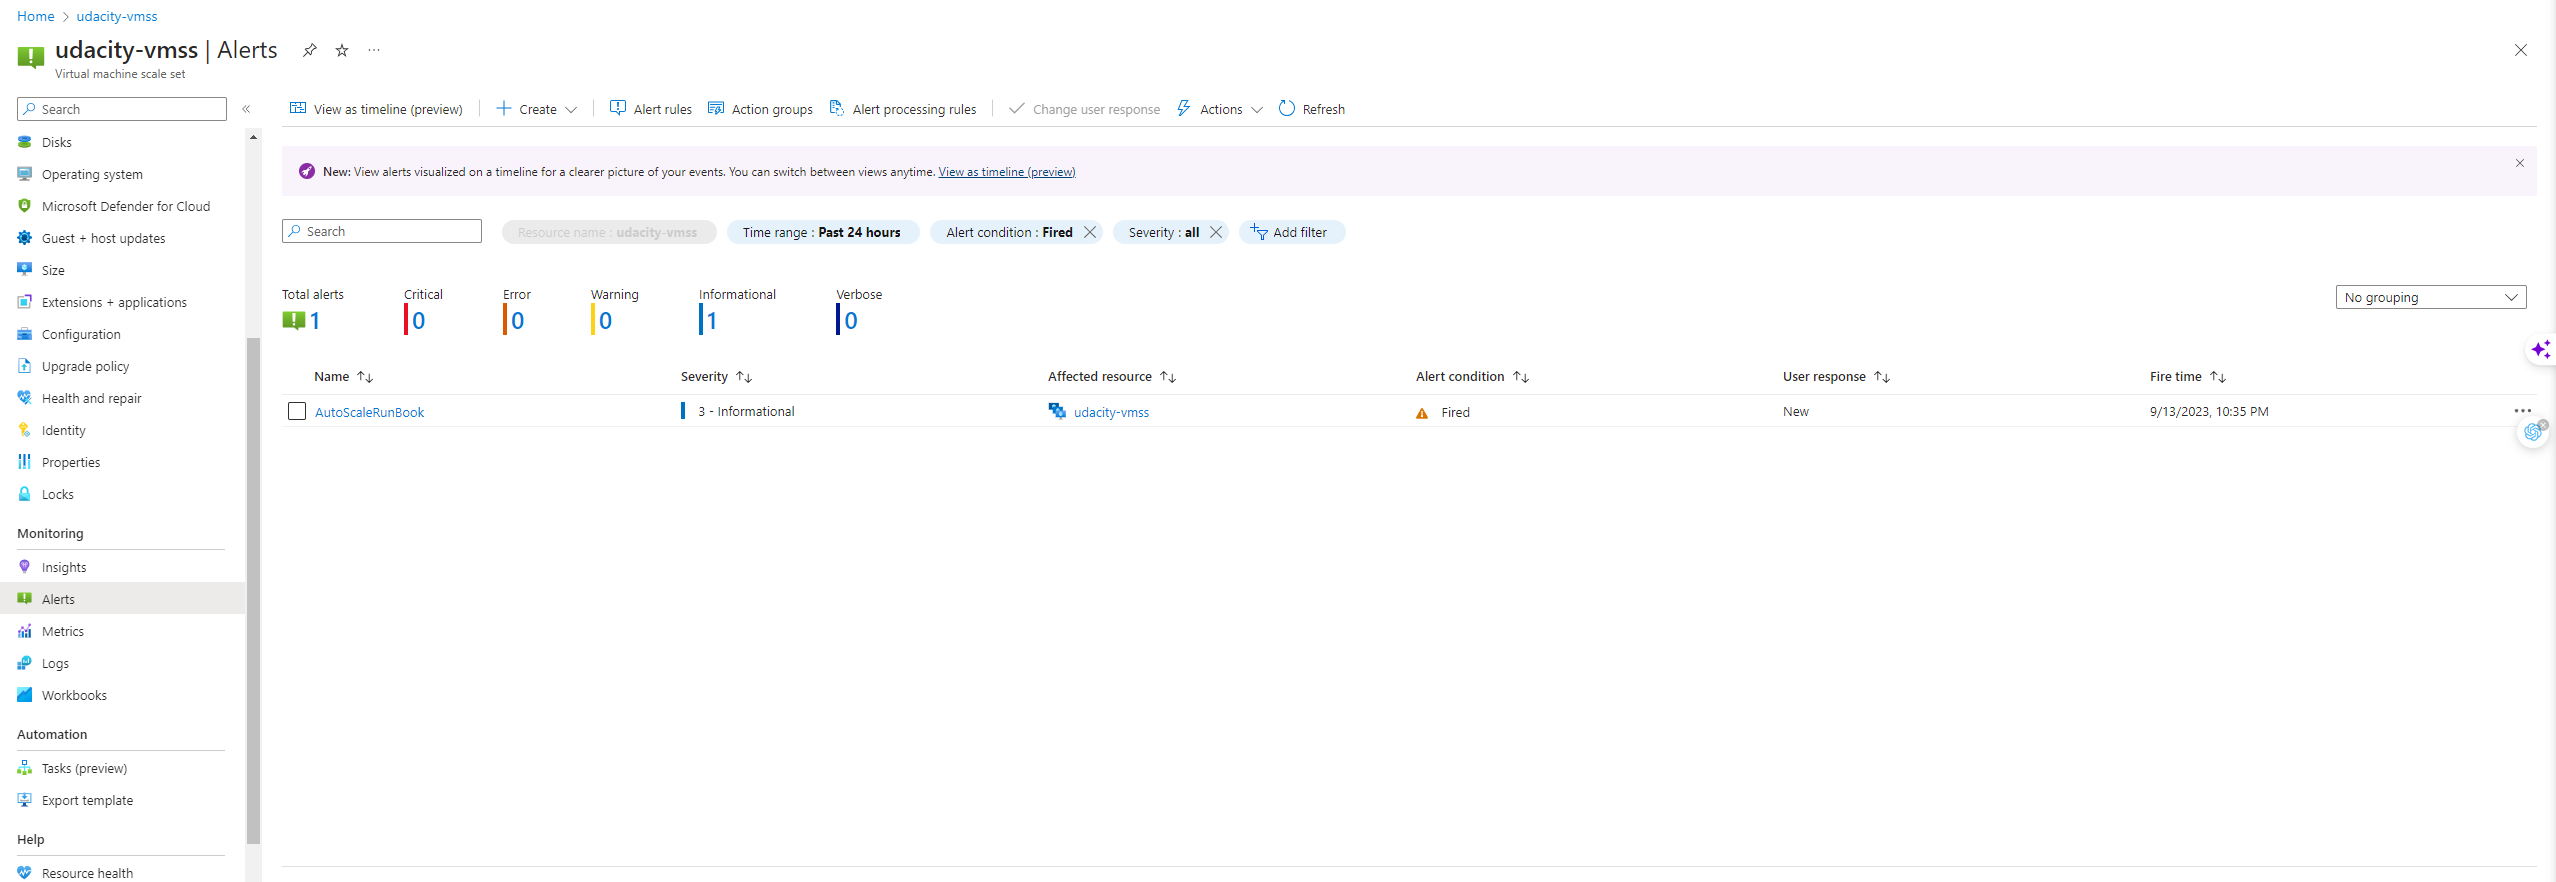 Home > udacity-vmss
udacity-vmss | Alerts
Virtual machine scale set
Search
Disks
Operating system
Microsoft Defender for Cloud
Guest + host updates
Size
Extensions + applications
Configuration
Upgrade policy
Health and repair
Identity
Properties
Locks
Monitoring
Insights
Alerts
Metrics
Logs
Workbooks
Automation
Tasks (preview)
Export template
Help
Resource health
View as timeline (preview) Create Alert rules Action groups Alert processing rules Change user response Actions Refresh
New: View alerts visualized on a timeline for a clearer picture of your events. You can switch between views anytime. View as timeline (preview)
Search Resource name : udacity-vmss Time range : Past 24 hours Alert condition : Fired Severity : all Add filter
Total alerts Critical Error Warning Informational Verbose
1 0 0 0 1 0
No grouping
Name Severity Affected resource Alert condition User response Fire time
AutoScaleRunBook 3 - Informational udacity-vmss Fired New 9/13/2023, 10:35 PM